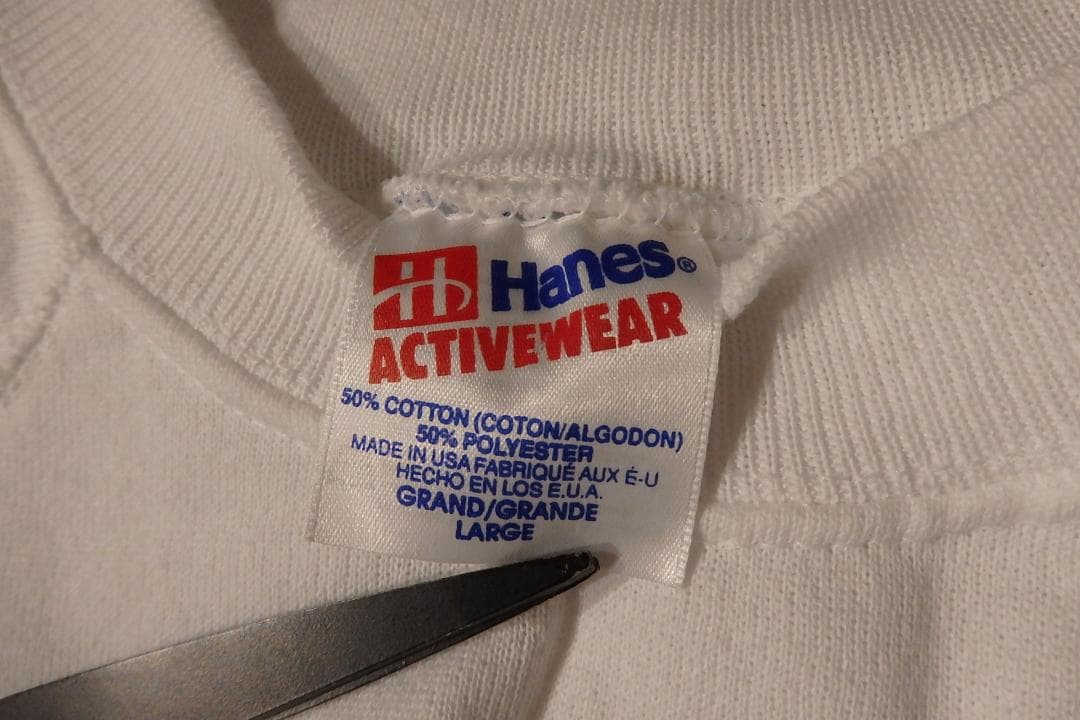 H Hanes®
ACTIVEWEAR
50% COTTON (COTON/ALGODON)
50% POLYESTER
MADE IN USA FABRIQUÉ AUX É-U
HECHO EN LOS E.U.A.
GRAND/GRANDE
LARGE